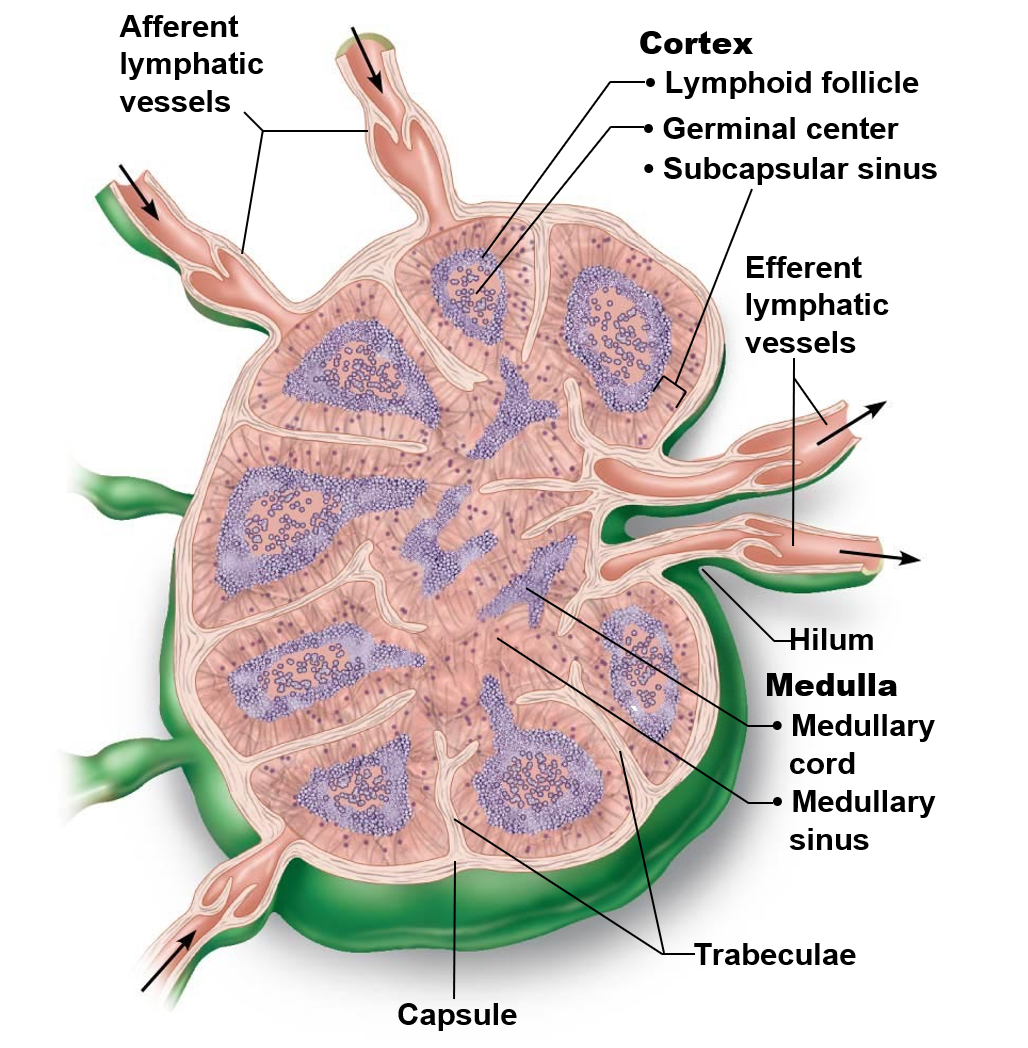 Afferent
lymphatic
vessels
Cortex
• Lymphoid follicle
• Germinal center
• Subcapsular sinus
Efferent
lymphatic
vessels
Hilum
Medulla
• Medullary
cord
• Medullary
sinus
Trabeculae
Capsule